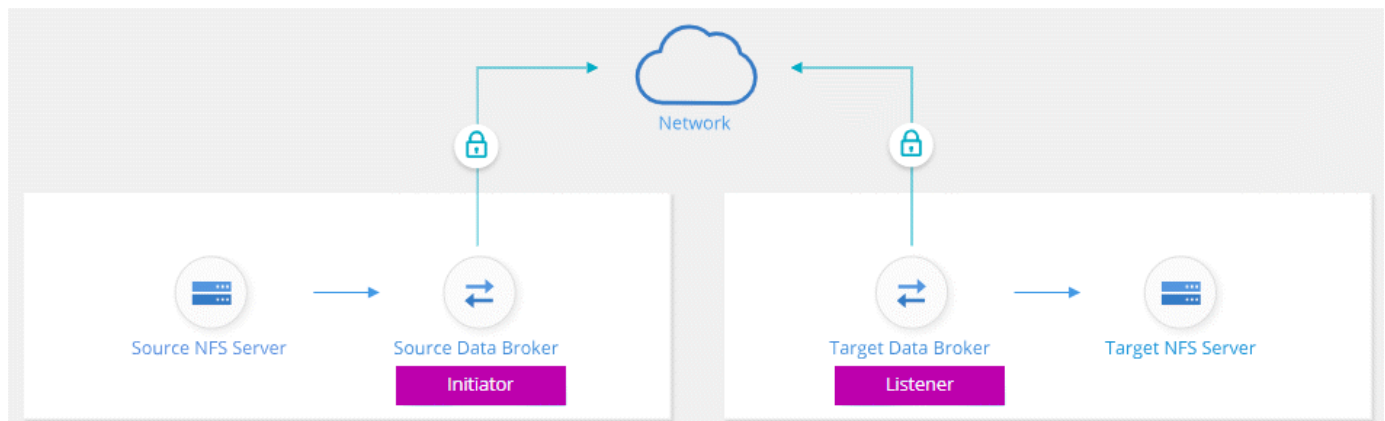 Network
Source NFS Server
Source Data Broker
Target Data Broker
Target NFS Server
Initiator
Listener